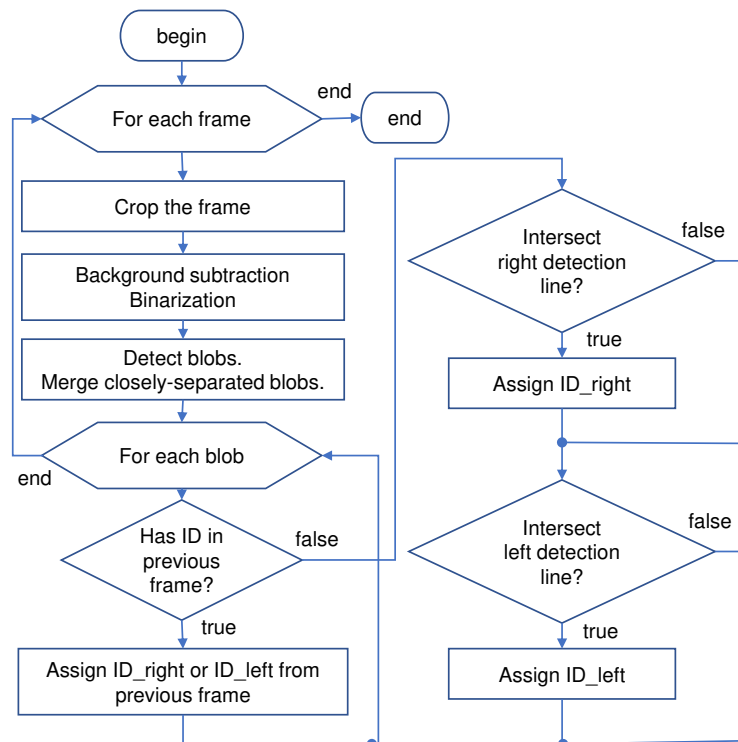 begin
For each frame
end
end
Crop the frame
Background subtraction
Binarization
Detect blobs.
Merge closely-separated blobs.
For each blob
end
Has ID in
previous
frame?
false
true
Assign ID_right or ID_left from
previous frame
Intersect
right detection
line?
false
true
Assign ID_right
Intersect
left detection
line?
false
true
Assign ID_left